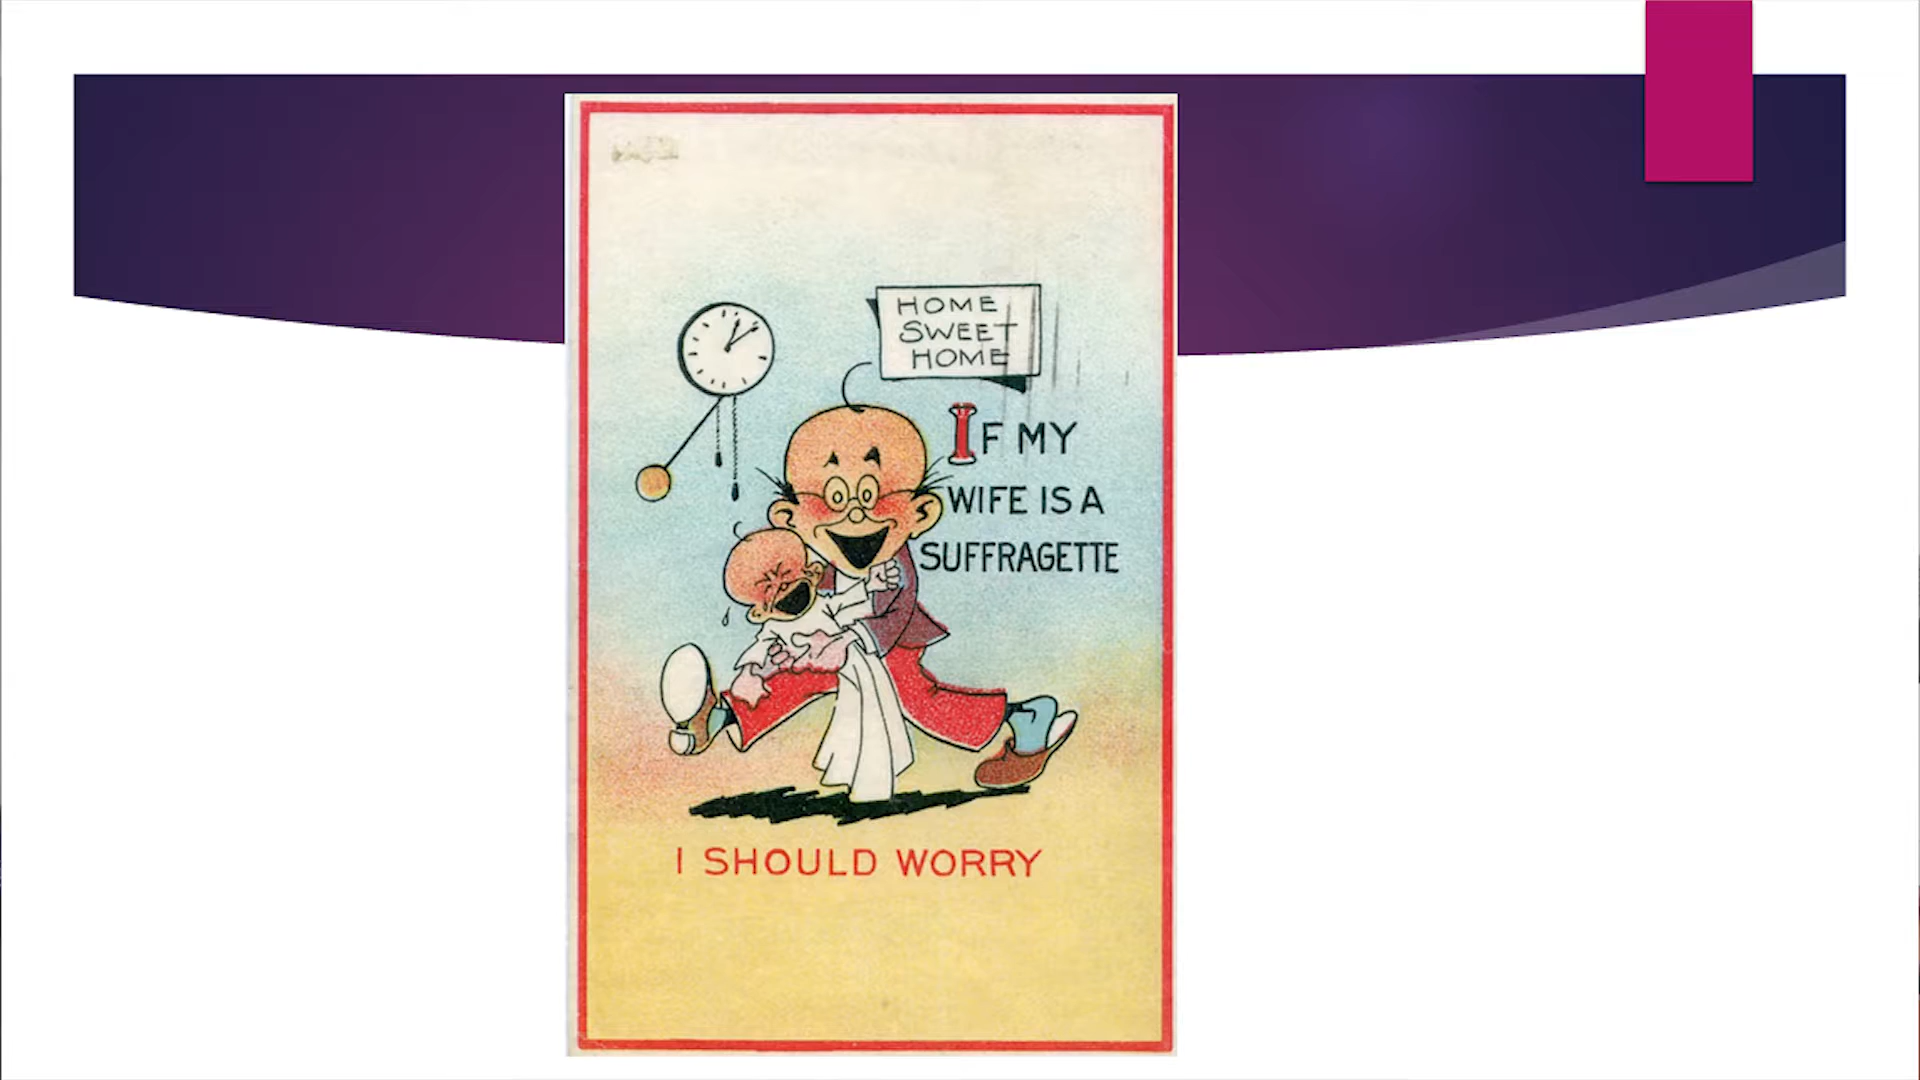 HOME
SWEET
HOME
IF MY
WIFE IS A
SUFFRAGETTE
I SHOULD WORRY